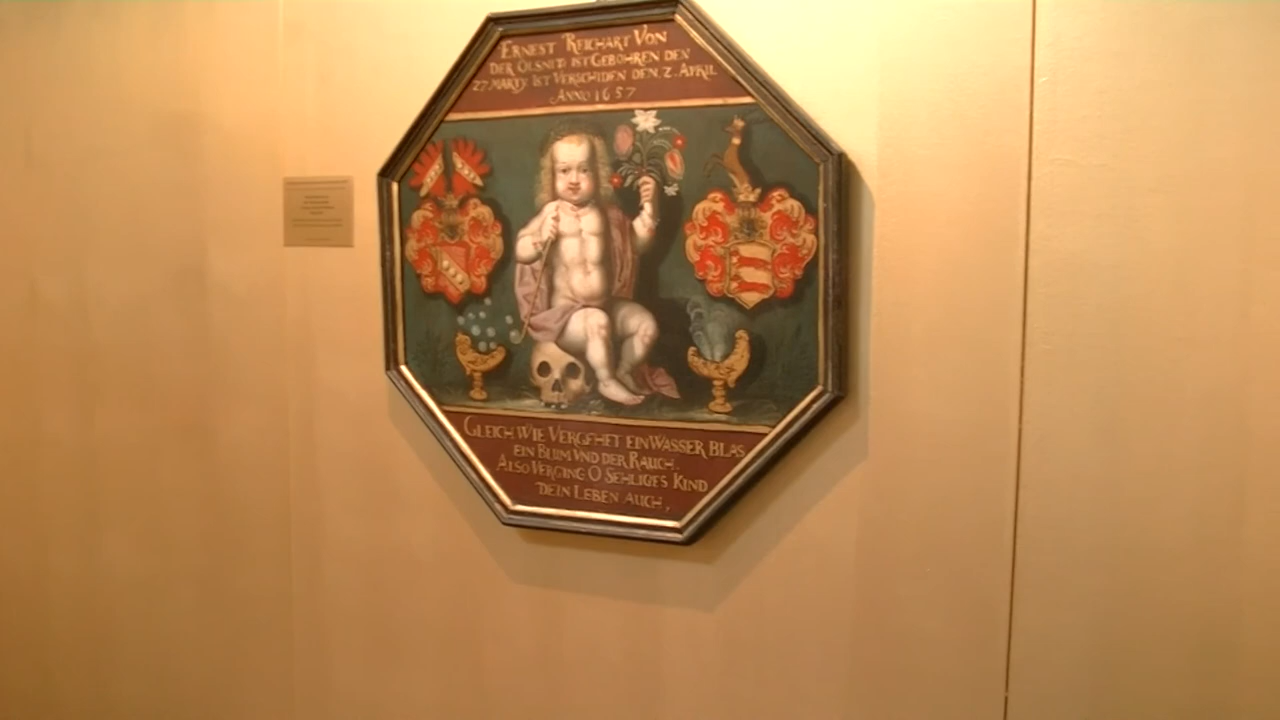 ERNEST REICHART VON
DER ÖLSNITZ IST GEBOHREN DEN
27 MARTY. IST VERSCHIDEN DEN. 2. APRIL
ANNO 1657
GLEICH WIE VERGEHET EIN WASSER BLAS
EIN BLUM VND DER RAUCH.
ALSO VERGING O SEHLIGES KIND
DEIN LEBEN AUCH,